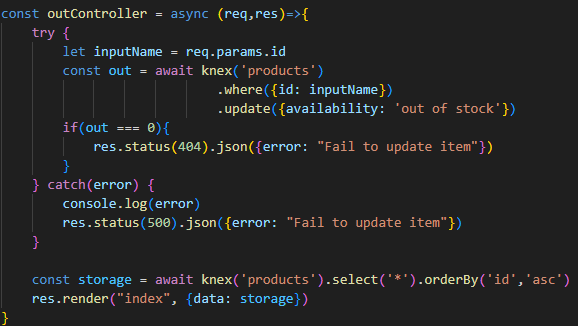 const outController = async (req,res)=>{
    try {
        let inputName = req.params.id
        const out = await knex('products')
                            .where({id: inputName})
                            .update({availability: 'out of stock'})
        if(out === 0){
            res.status(404).json({error: "Fail to update item"})
        }
    } catch(error) {
        console.log(error)
        res.status(500).json({error: "Fail to update item"})
    }

    const storage = await knex('products').select('*').orderBy('id','asc')
    res.render("index", {data: storage})
}